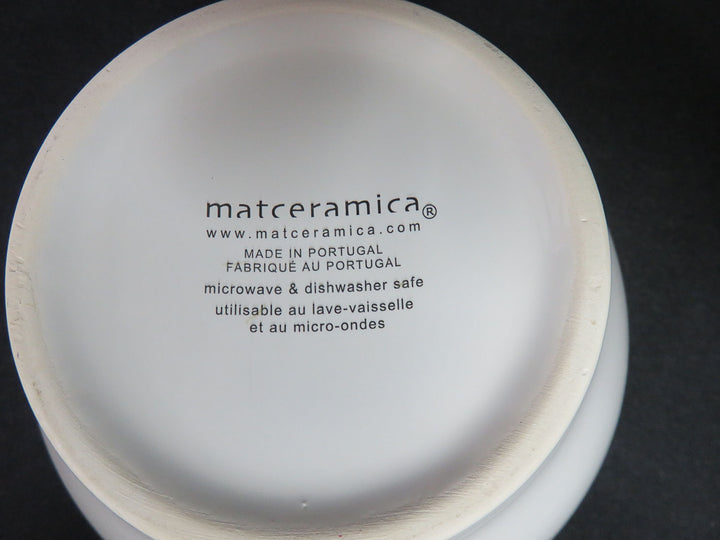 matceramica®
www.matceramica.com
MADE IN PORTUGAL
FABRIQUÉ AU PORTUGAL
microwave & dishwasher safe
utilisable au lave-vaisselle
et au micro-ondes